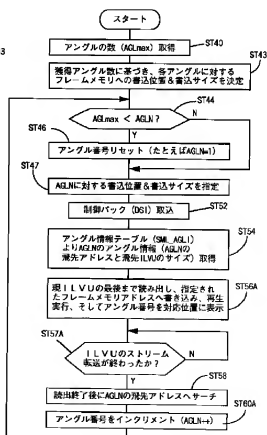 スタート
3
アングルの数 (AGLmax) 取得
ST40
獲得アングル数に基づき、各アングルに対する
フレームメモリへの書込位置&書込サイズを決定
ST43
AGLmax < AGLN?
ST44
N
Y
ST46
アングル番号リセット (たとえばAGLN=1)
ST47
AGLNに対する書込位置&書込サイズを指定
制御パック (DSI) 取込
ST52
アングル情報テーブル (SML_AGLI)
よりAGLNのアングル情報 (AGLNの
飛先アドレスと飛先ILVUのサイズ) 取得
ST54
現ILVUの最後まで読み出し、指定され
たフレームメモリアドレスへ書き込み、再生
実行、そしてアングル番号を対応位置に表示
ST56A
ST57A
ILVUのストリーム
転送が終わったか?
N
Y
ST58
読出終了後にAGLNの飛先アドレスへサーチ
ST60A
アングル番号をインクリメント (AGLN++)